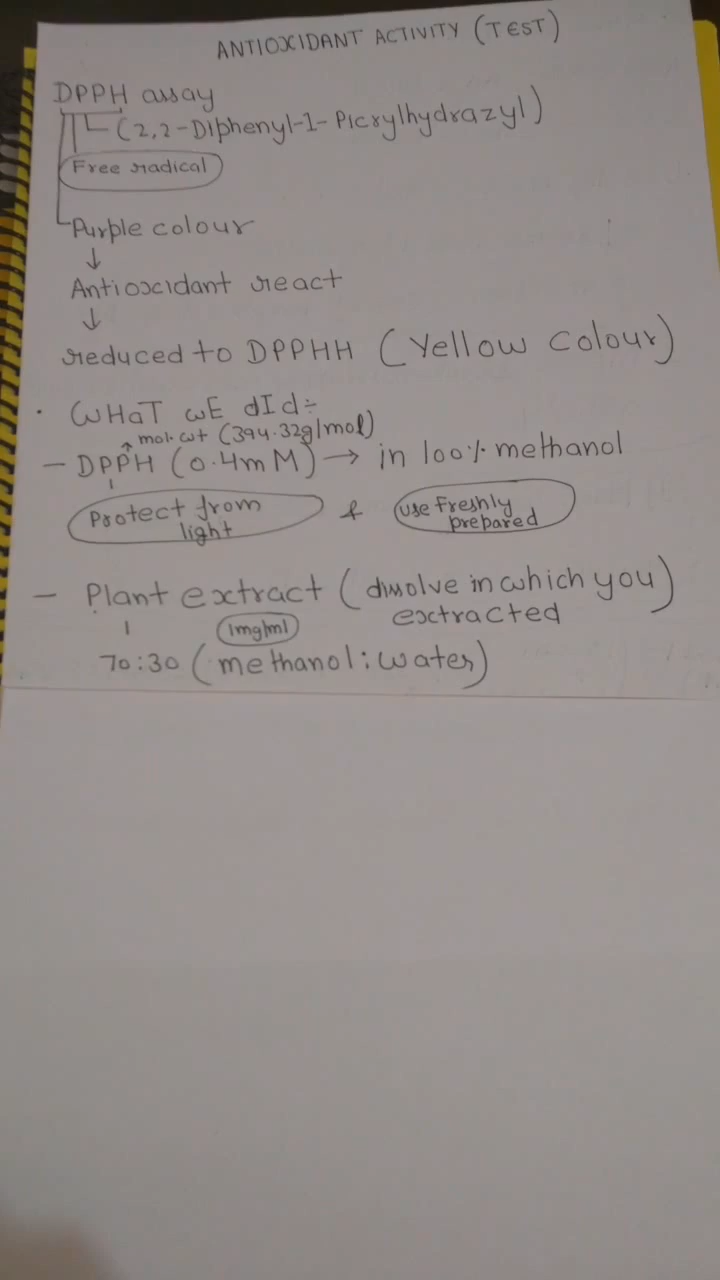 ANTIOXIDANT ACTIVITY (TEST)
DPPH assay
(2,2-Diphenyl-1-Picrylhydrazyl)
Free radical
Purple colour
↓
Antioxidant react
↓
reduced to DPPHH (Yellow colour)
• WHaT wE dId÷
mol. wt (394.32g/mol)
- DPPH (0.4mM) → in 100% methanol
Protect from light & use freshly prepared
- Plant extract (dissolve in which you extracted)
1mg/ml
70:30 (methanol:water)